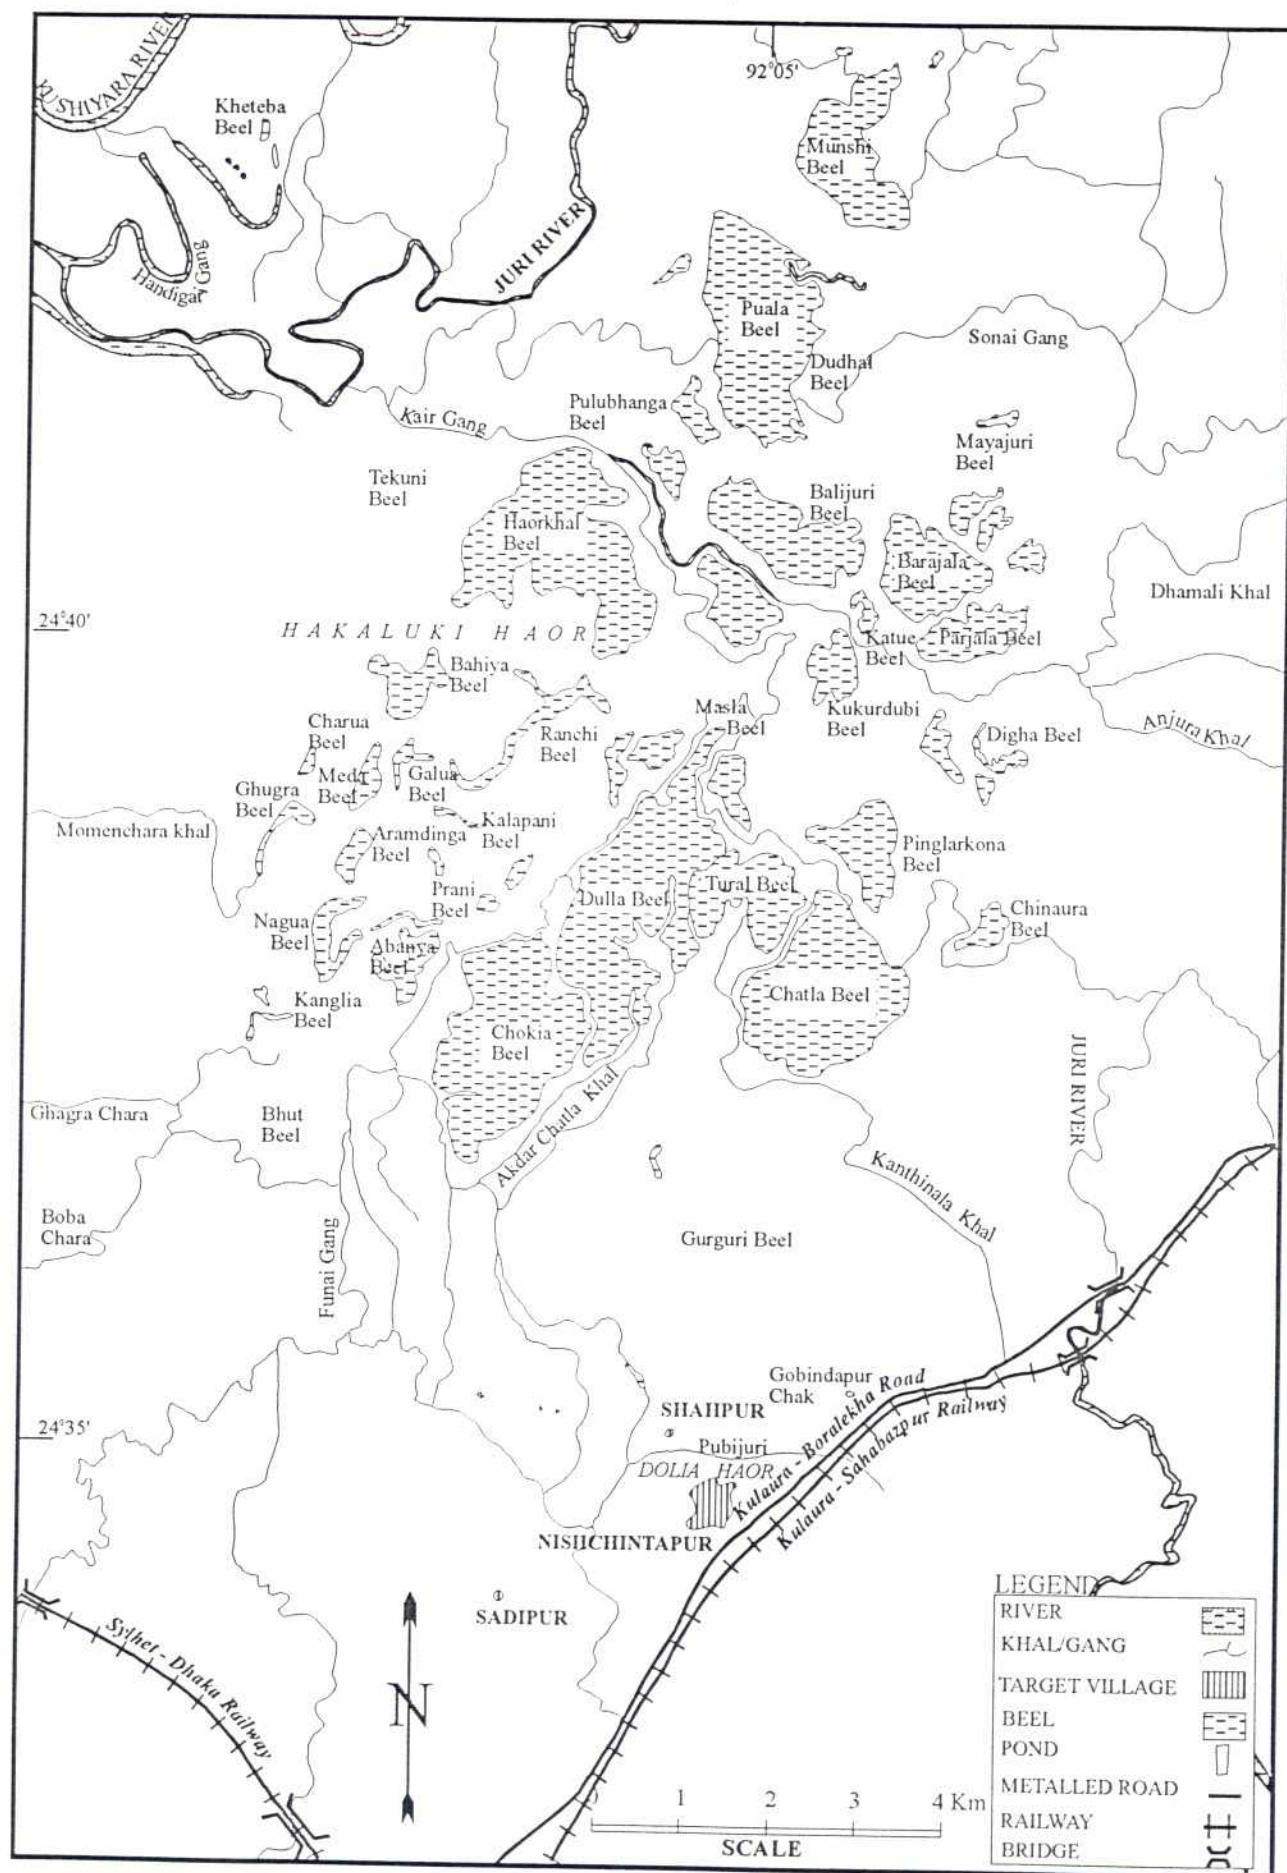 KUSHIYARA RIVER
Kheteba
Beel
92°05'
Munshi
Beel
JURI RIVER
Handigai Gang
Puala
Beel
Sonai Gang
Dudhal
Beel
Pulubhanga
Beel
Kair Gang
Mayajuri
Beel
Tekuni
Beel
Balijuri
Beel
Haorkhal
Beel
Barajala
Beel
Dhamali Khal
24°40'
HAKALUKI HAOR
Katue
Beel
Parjala Beel
Bahiya
Beel
Masla
Beel
Kukurdubi
Beel
Anjura Khal
Charua
Beel
Ranchi
Beel
Digha Beel
Meda
Beel
Galua
Beel
Ghugra
Beel
Momenchara khal
Aramdinga
Beel
Kalapani
Beel
Pinglarkona
Beel
Prani
Beel
Dulla Beel
Tural Beel
Nagua
Beel
Abanya
Beel
Chinaura
Beel
Kanglia
Beel
Chatla Beel
Chokia
Beel
JURI RIVER
Ghagra Chara
Bhut
Beel
Akdar Chatla Khal
Kanthinala Khal
Boba
Chara
Funai Gang
Gurguri Beel
Gobindapur
Chak
Kulaura - Boralekha Road
Kulaura - Sahabazpur Railway
SHAHPUR
24°35'
Pubijuri
DOLIA HAOR
NISHCHINTAPUR
SADIPUR
Sylhet - Dhaka Railway
N
LEGEND
RIVER
KHAL/GANG
TARGET VILLAGE
BEEL
POND
METALLED ROAD
RAILWAY
BRIDGE
0 1 2 3 4 Km
SCALE